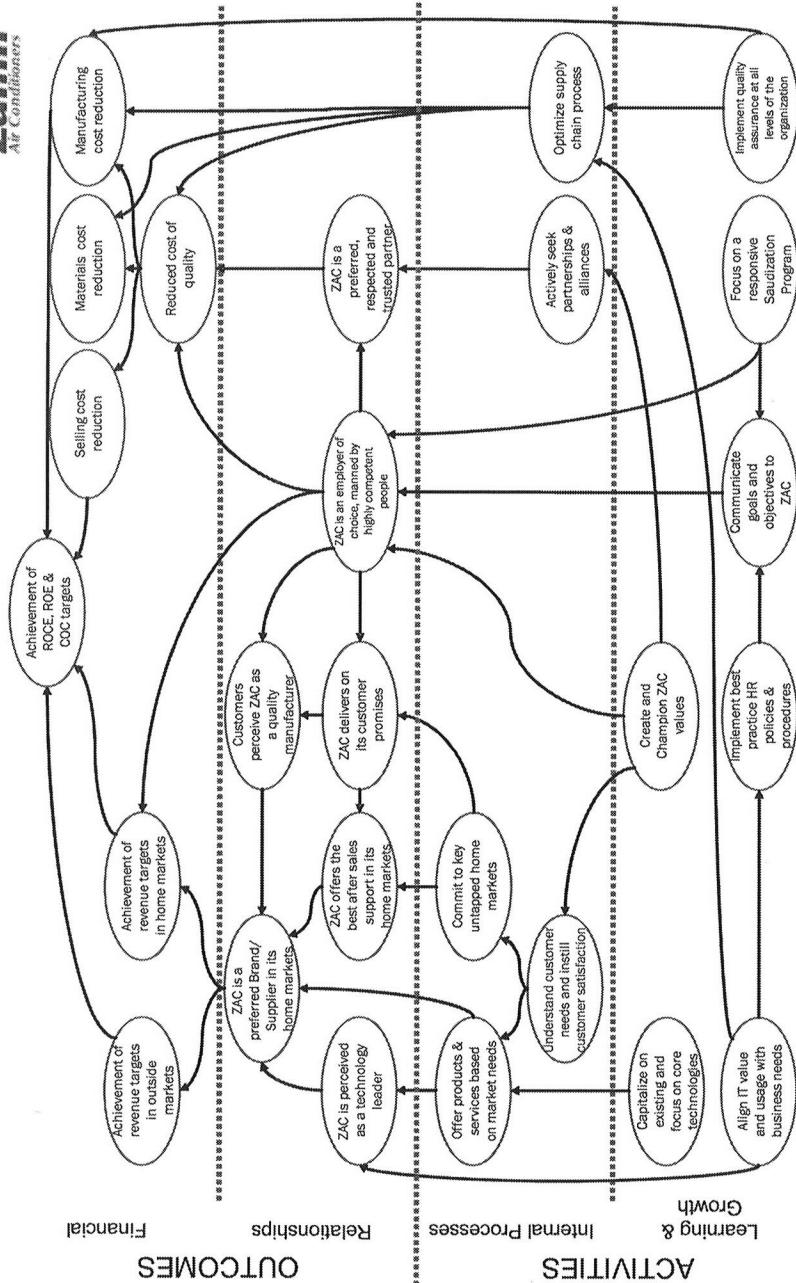 Air Conditioners
OUTCOMES
Financial
Achievement of
ROCE, ROE &
COC targets
Achievement of
revenue targets
in outside
markets
Achievement of
revenue targets
in home markets
Selling cost
reduction
Materials cost
reduction
Manufacturing
cost reduction
Relationships
ZAC is a
preferred Brand/
Supplier in its
home markets
Customers
perceive ZAC as
a quality
manufacturer
Reduced cost of
quality
ZAC is perceived
as a technology
leader
ZAC offers the
best after sales
support in its
home markets
ZAC delivers on
its customer
promises
ZAC is an employer of
choice, manned by
highly competent
people
ZAC is a
preferred,
respected and
trusted partner
ACTIVITIES
Internal Processes
Offer products &
services based
on market needs
Commit to key
untapped home
markets
Understand customer
needs and instill
customer satisfaction
Actively seek
partnerships &
alliances
Optimize supply
chain process
Learning &
Growth
Capitalize on
existing and
focus on core
technologies
Create and
Champion ZAC
values
Align IT value
and usage with
business needs
Implement best
practice HR
policies &
procedures
Communicate
goals and
objectives to
ZAC
Focus on a
responsive
Saudization
Program
Implement quality
assurance at all
levels of the
organization